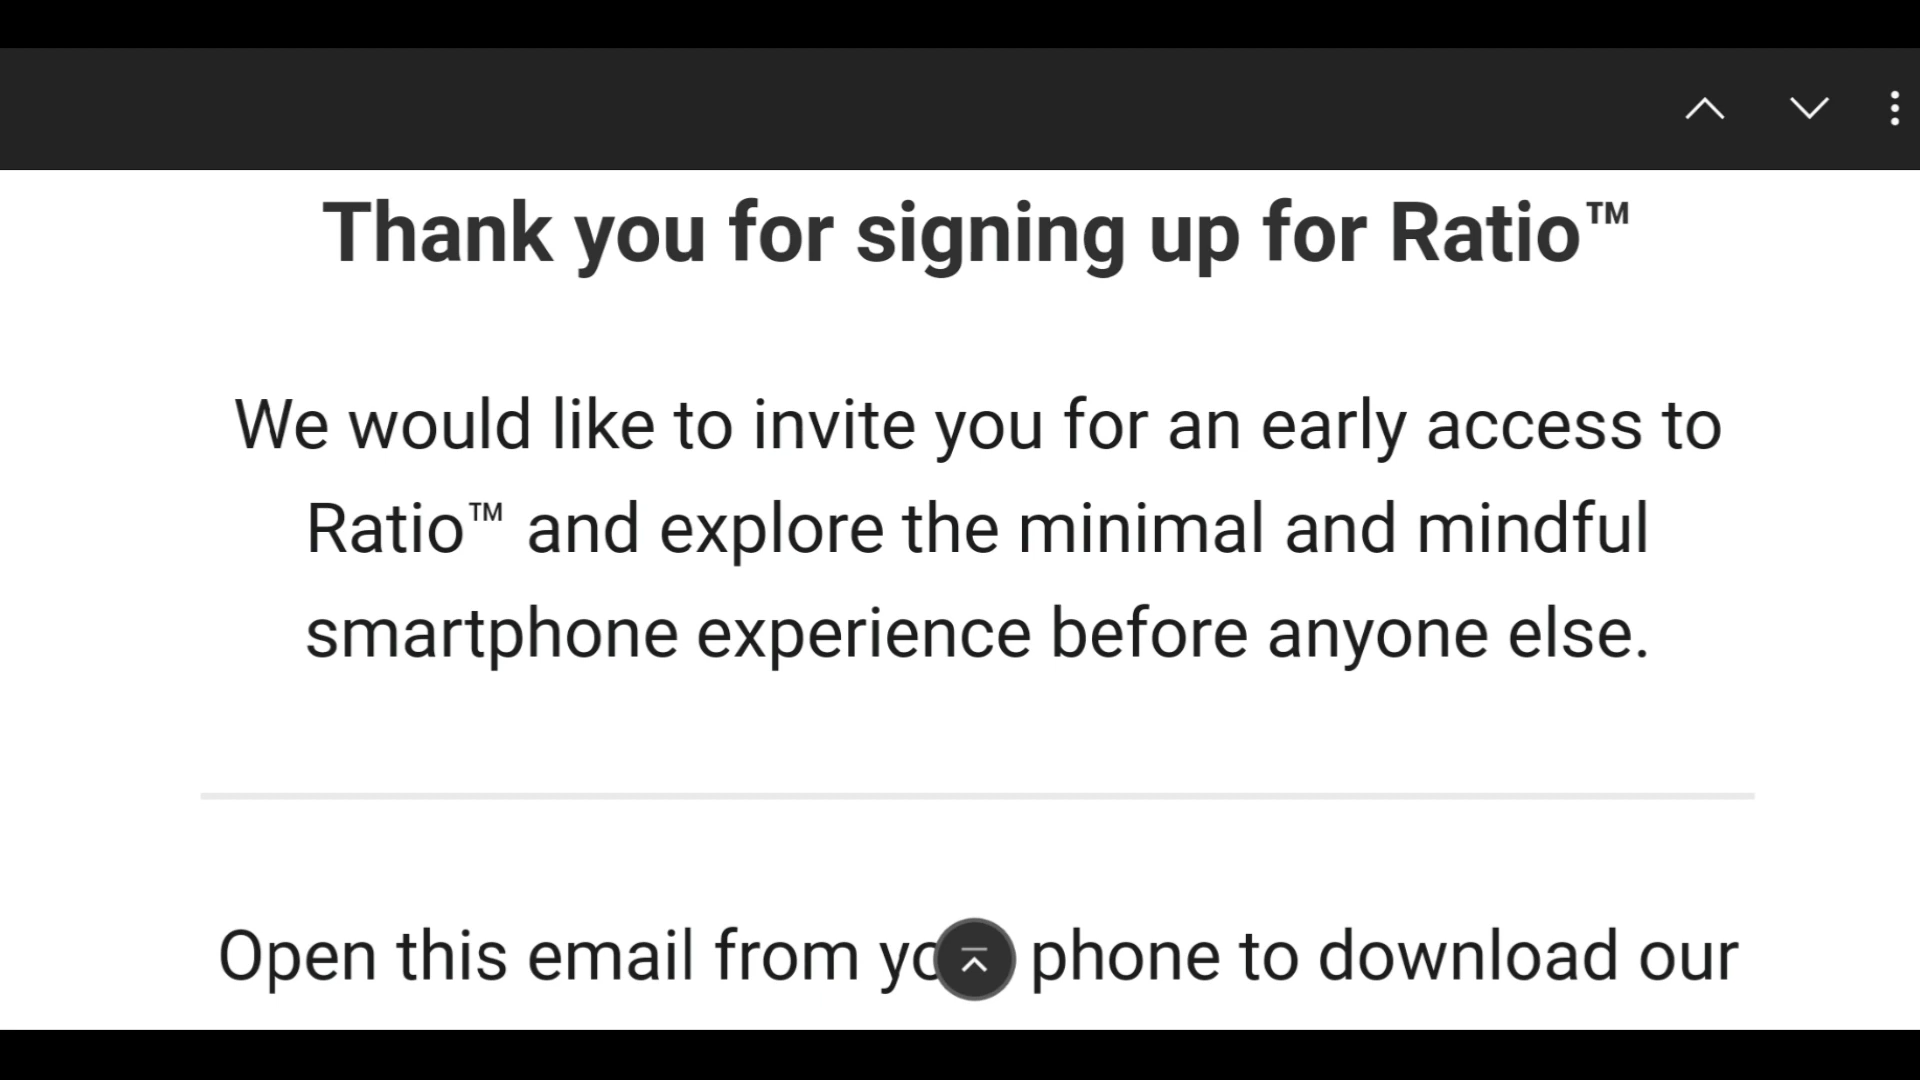 Thank you for signing up for Ratio™
We would like to invite you for an early access to
Ratio™ and explore the minimal and mindful
smartphone experience before anyone else.
Open this email from phone to download our